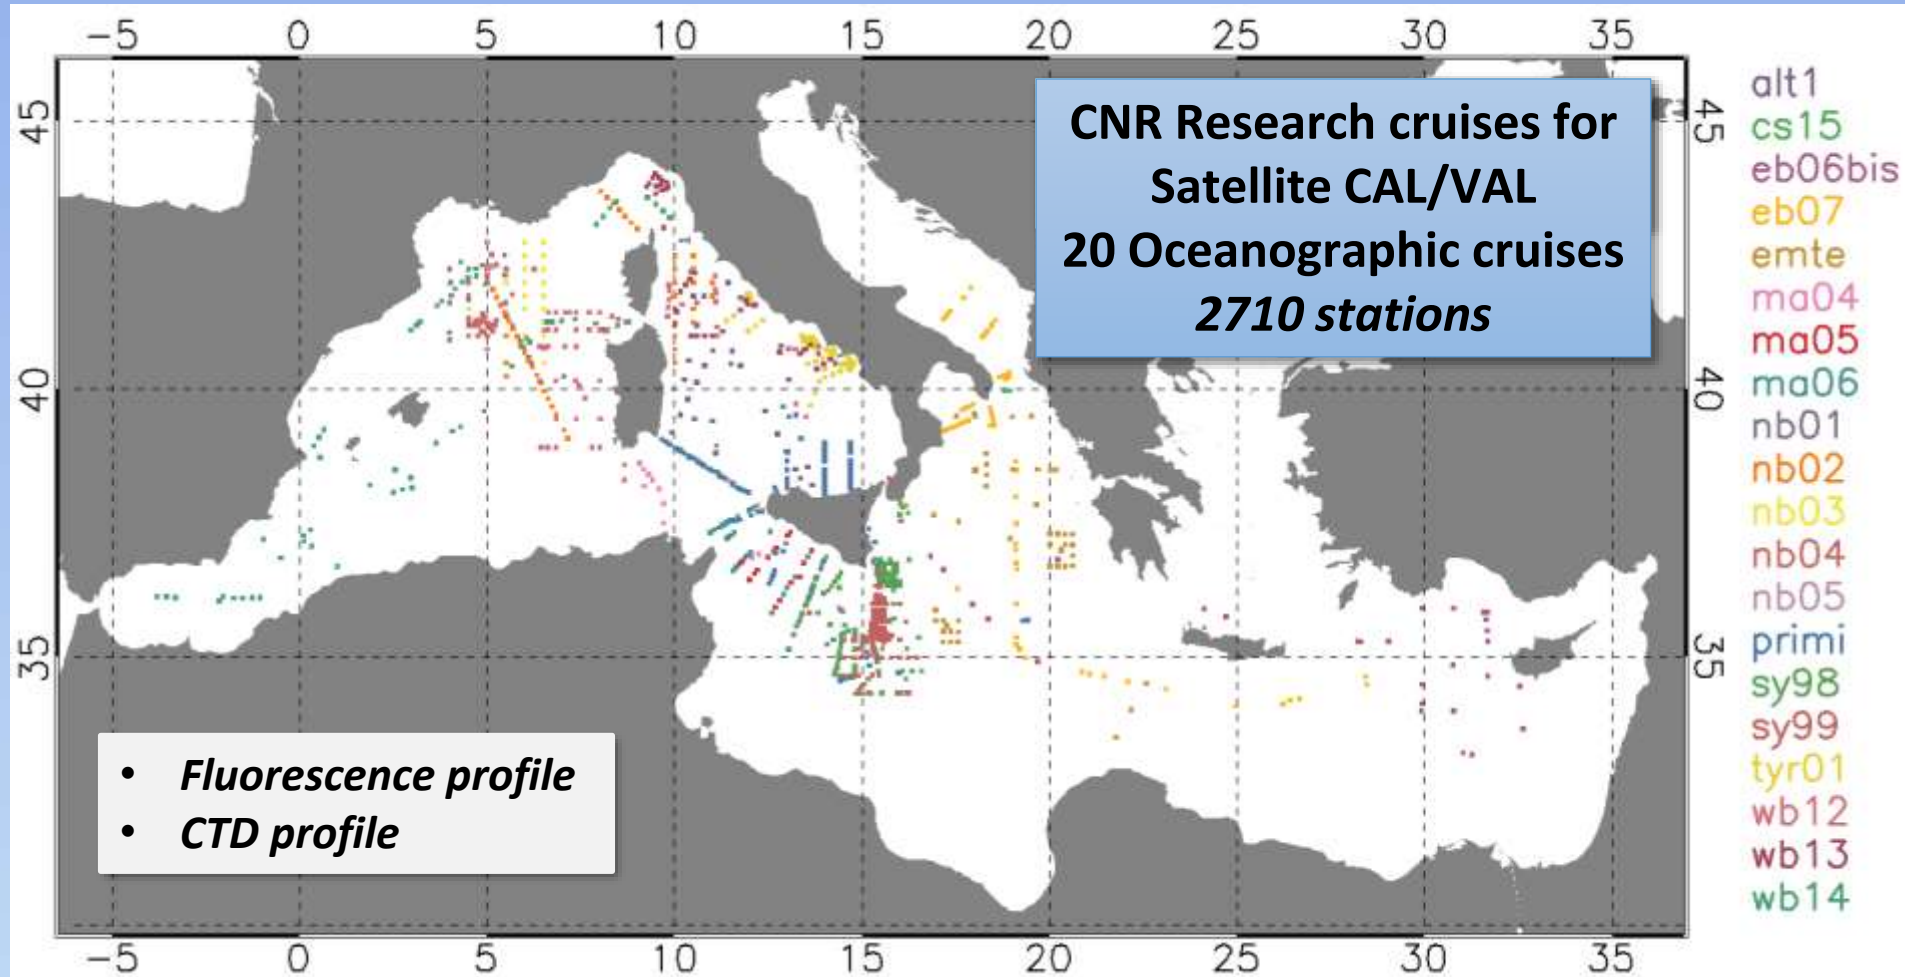 -5 0 5 10 15 20 25 30 35
45
40
35
CNR Research cruises for
Satellite CAL/VAL
20 Oceanographic cruises
2710 stations
45
40
35
• Fluorescence profile
• CTD profile
-5 0 5 10 15 20 25 30 35
alt1
cs15
eb06bis
eb07
emte
ma04
ma05
ma06
nb01
nb02
nb03
nb04
nb05
primi
sy98
sy99
tyr01
wb12
wb13
wb14